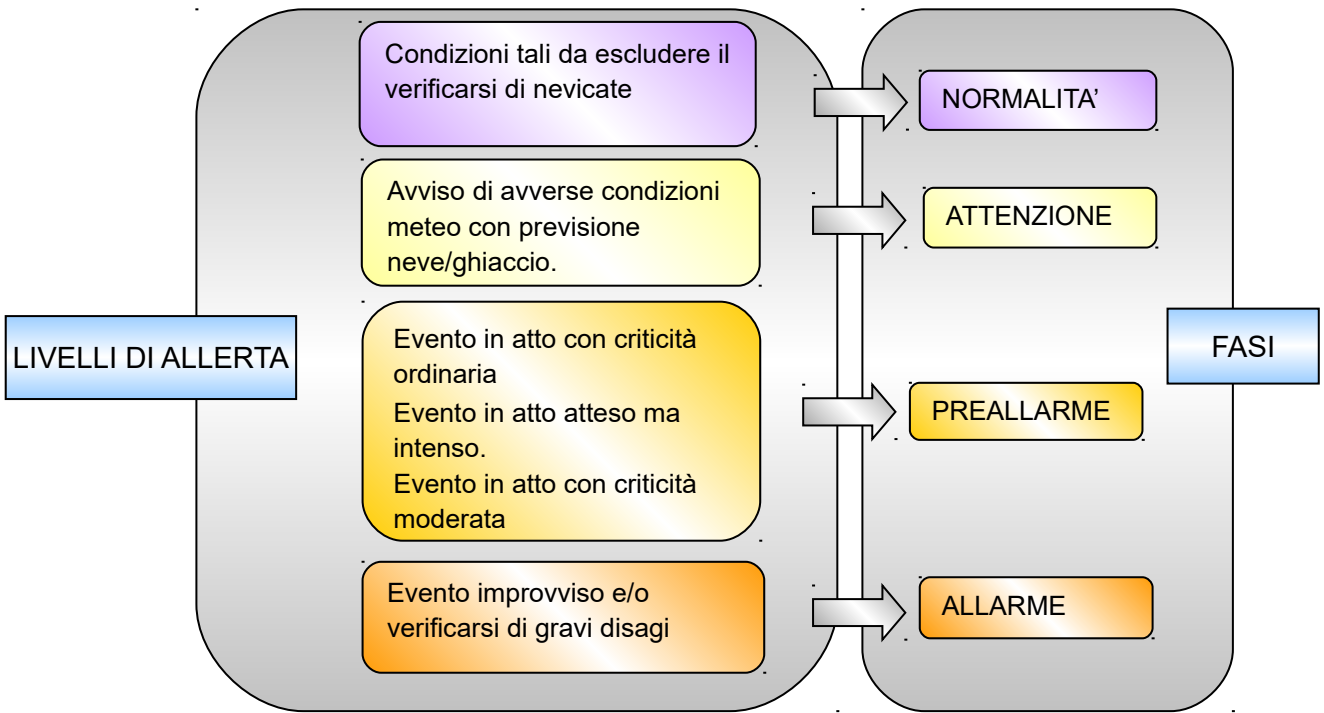 Condizioni tali da escludere il
verificarsi di nevicate
NORMALITA’
Avviso di avverse condizioni
meteo con previsione
neve/ghiaccio.
ATTENZIONE
LIVELLI DI ALLERTA
Evento in atto con criticità
ordinaria
Evento in atto atteso ma
intenso.
Evento in atto con criticità
moderata
PREALLARME
FASI
Evento improvviso e/o
verificarsi di gravi disagi
ALLARME